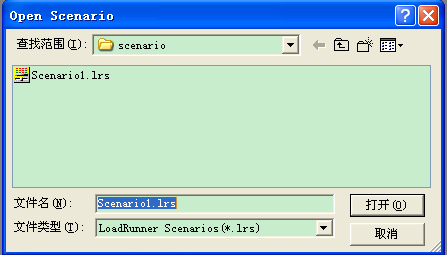 Open Scenario
查找范围(I): scenario
Scenario1.lrs
文件名(N): Scenario1.lrs 打开(O)
文件类型(T): LoadRunner Scenarios(*.lrs) 取消